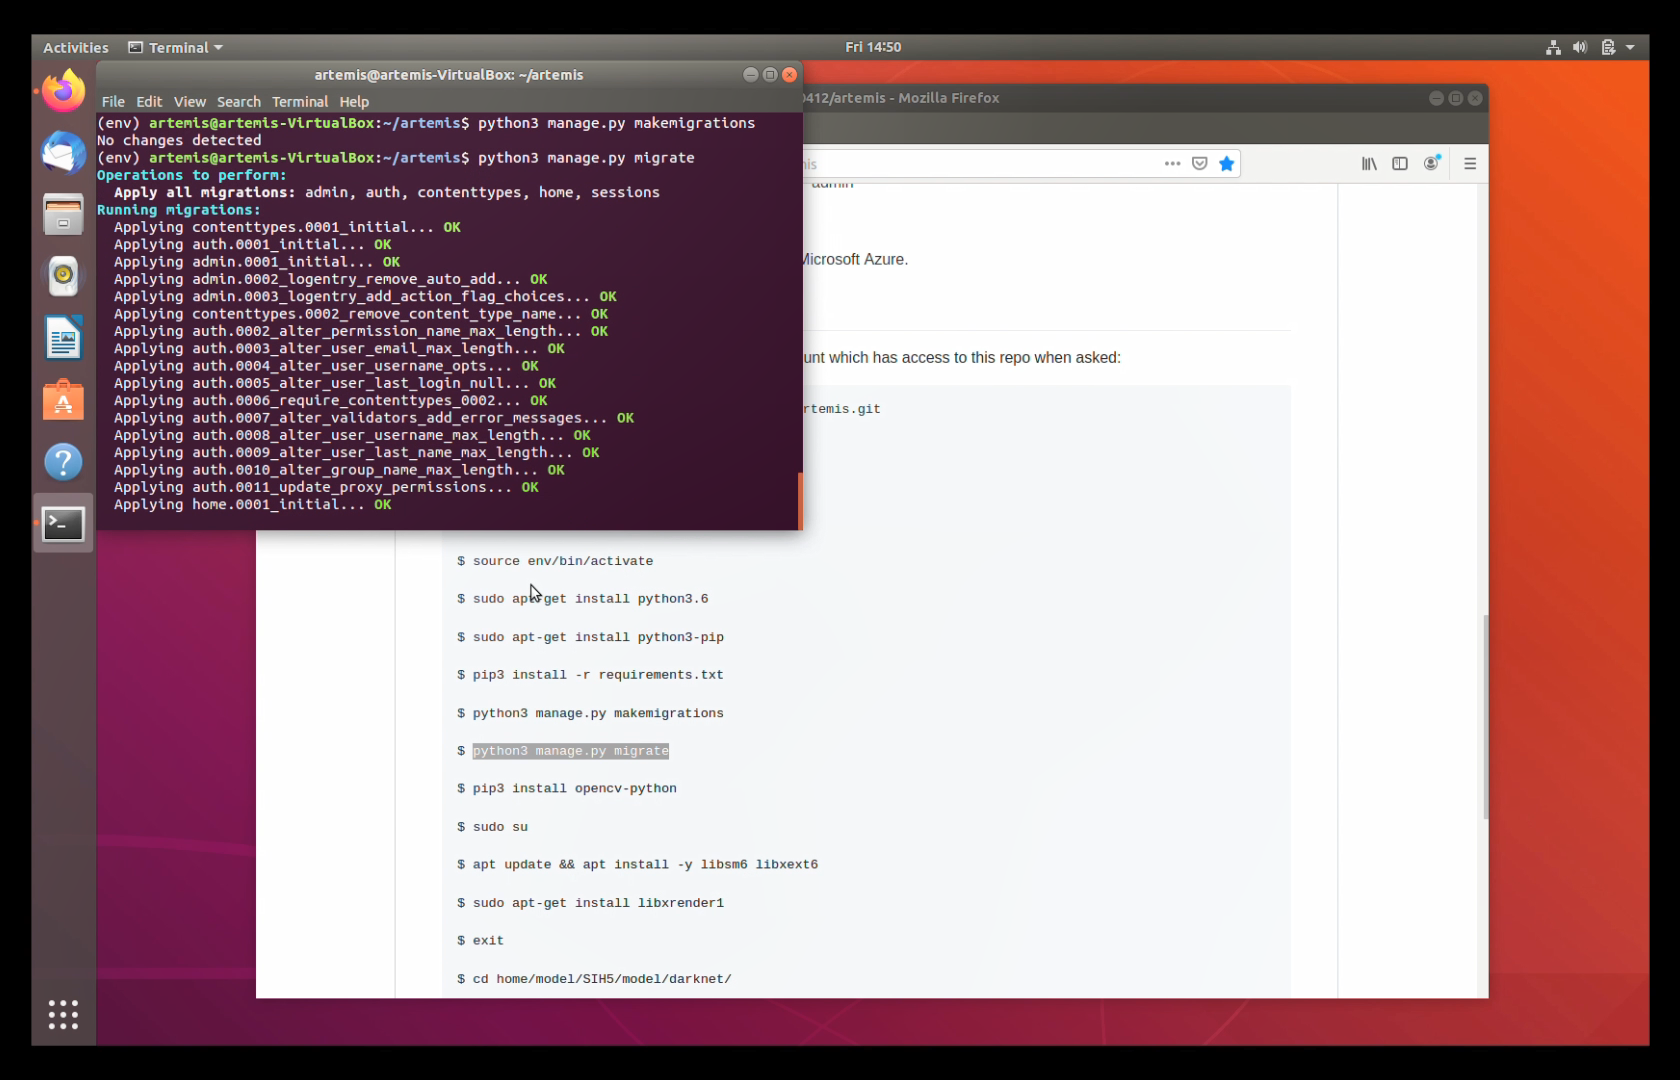 Activities Terminal Fri 14:50
artemis@artemis-VirtualBox: ~/artemis
File Edit View Search Terminal Help
(env) artemis@artemis-VirtualBox:~/artemis$ python3 manage.py makemigrations
No changes detected
(env) artemis@artemis-VirtualBox:~/artemis$ python3 manage.py migrate
Operations to perform:
  Apply all migrations: admin, auth, contenttypes, home, sessions
Running migrations:
  Applying contenttypes.0001_initial... OK
  Applying auth.0001_initial... OK
  Applying admin.0001_initial... OK
  Applying admin.0002_logentry_remove_auto_add... OK
  Applying admin.0003_logentry_add_action_flag_choices... OK
  Applying contenttypes.0002_remove_content_type_name... OK
  Applying auth.0002_alter_permission_name_max_length... OK
  Applying auth.0003_alter_user_email_max_length... OK
  Applying auth.0004_alter_user_username_opts... OK
  Applying auth.0005_alter_user_last_login_null... OK
  Applying auth.0006_require_contenttypes_0002... OK
  Applying auth.0007_alter_validators_add_error_messages... OK
  Applying auth.0008_alter_user_username_max_length... OK
  Applying auth.0009_alter_user_last_name_max_length... OK
  Applying auth.0010_alter_group_name_max_length... OK
  Applying auth.0011_update_proxy_permissions... OK
  Applying home.0001_initial... OK
0412/artemis - Mozilla Firefox
admin
Microsoft Azure.
unt which has access to this repo when asked:
rtemis.git
$ source env/bin/activate
$ sudo apt-get install python3.6
$ sudo apt-get install python3-pip
$ pip3 install -r requirements.txt
$ python3 manage.py makemigrations
$ python3 manage.py migrate
$ pip3 install opencv-python
$ sudo su
$ apt update && apt install -y libsm6 libxext6
$ sudo apt-get install libxrender1
$ exit
$ cd home/model/SIH5/model/darknet/